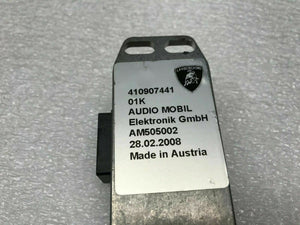 410907441
01K
AUDIO MOBIL
Elektronik GmbH
AM505002
28.02.2008
Made in Austria